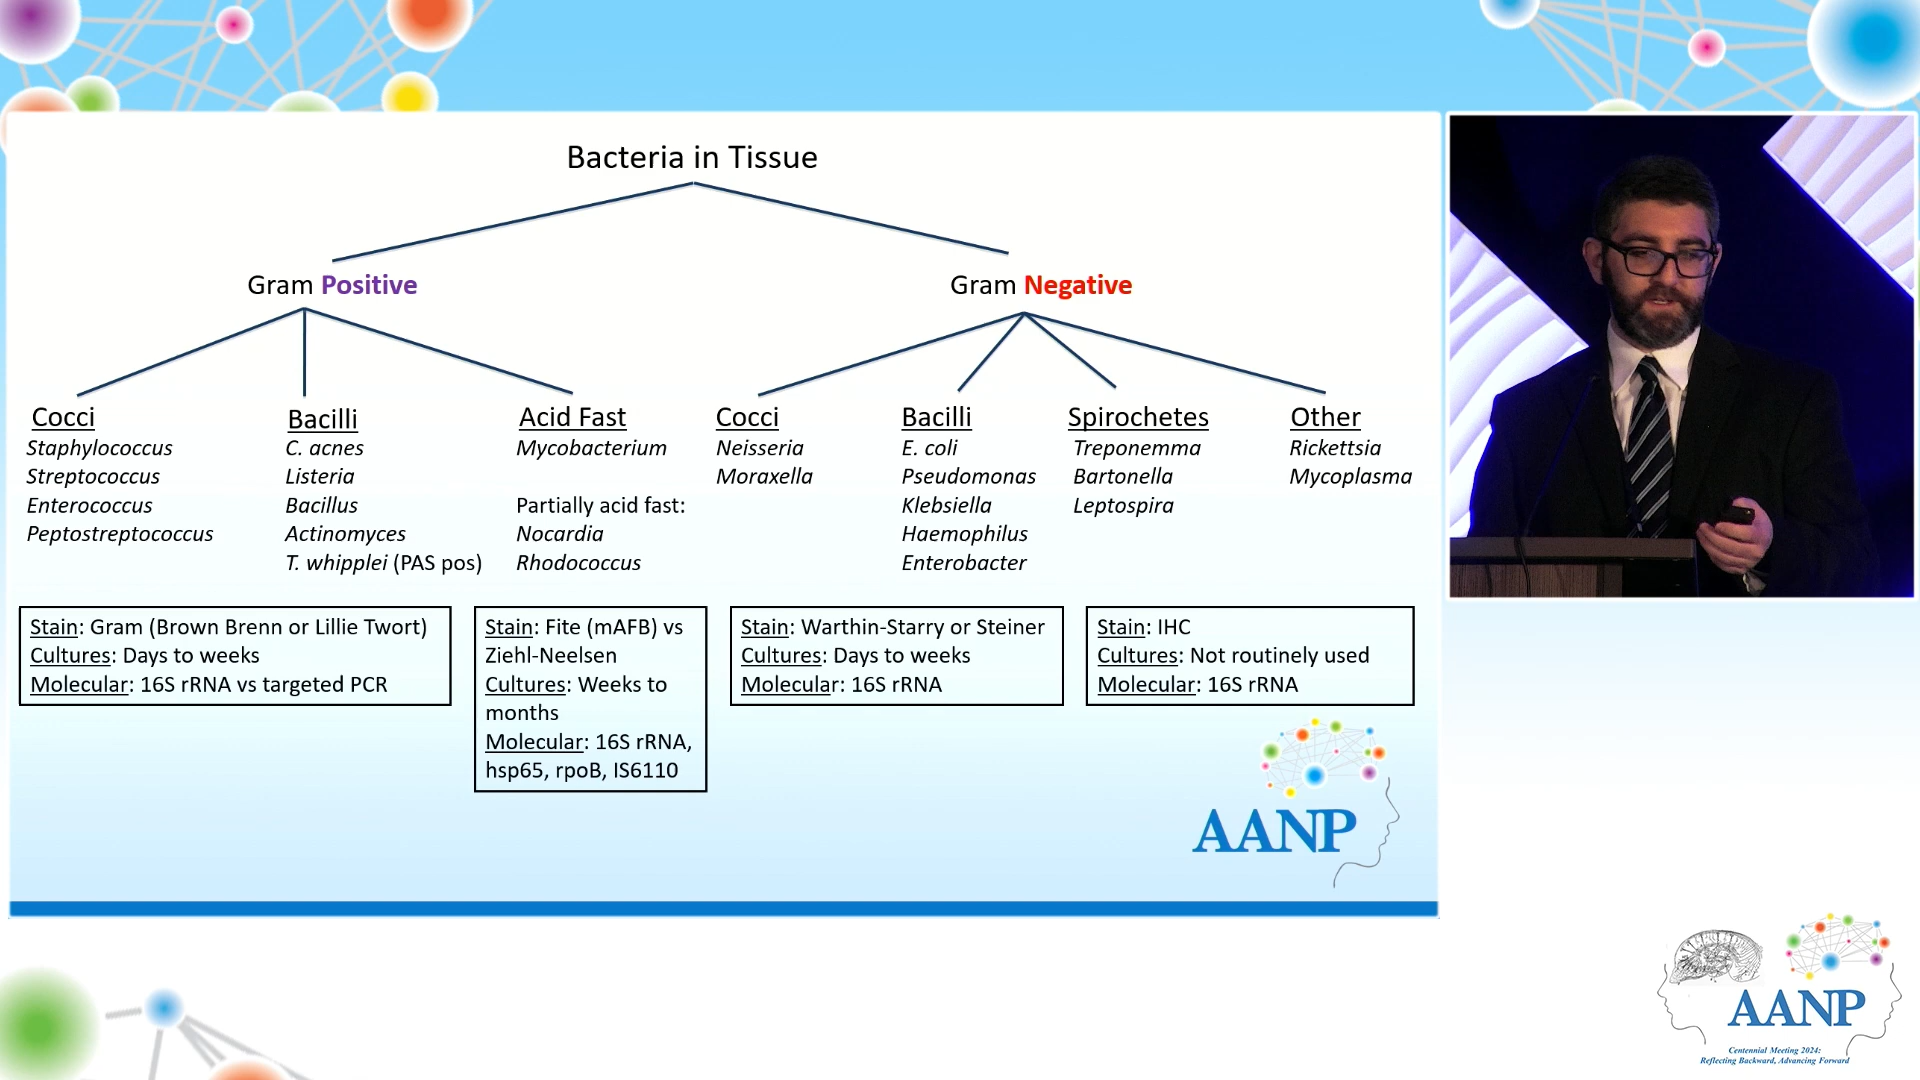 Bacteria in Tissue
Gram Positive
Gram Negative
Cocci
Staphylococcus
Streptococcus
Enterococcus
Peptostreptococcus
Bacilli
C. acnes
Listeria
Bacillus
Actinomyces
T. whipplei (PAS pos)
Acid Fast
Mycobacterium
Partially acid fast:
Nocardia
Rhodococcus
Cocci
Neisseria
Moraxella
Bacilli
E. coli
Pseudomonas
Klebsiella
Haemophilus
Enterobacter
Spirochetes
Treponemma
Bartonella
Leptospira
Other
Rickettsia
Mycoplasma
Stain: Gram (Brown Brenn or Lillie Twort)
Cultures: Days to weeks
Molecular: 16S rRNA vs targeted PCR
Stain: Fite (mAFB) vs
Ziehl-Neelsen
Cultures: Weeks to
months
Molecular: 16S rRNA,
hsp65, rpoB, IS6110
Stain: Warthin-Starry or Steiner
Cultures: Days to weeks
Molecular: 16S rRNA
Stain: IHC
Cultures: Not routinely used
Molecular: 16S rRNA
AANP
AANP
Centennial Meeting 2024:
Reflecting Backward, Advancing Forward